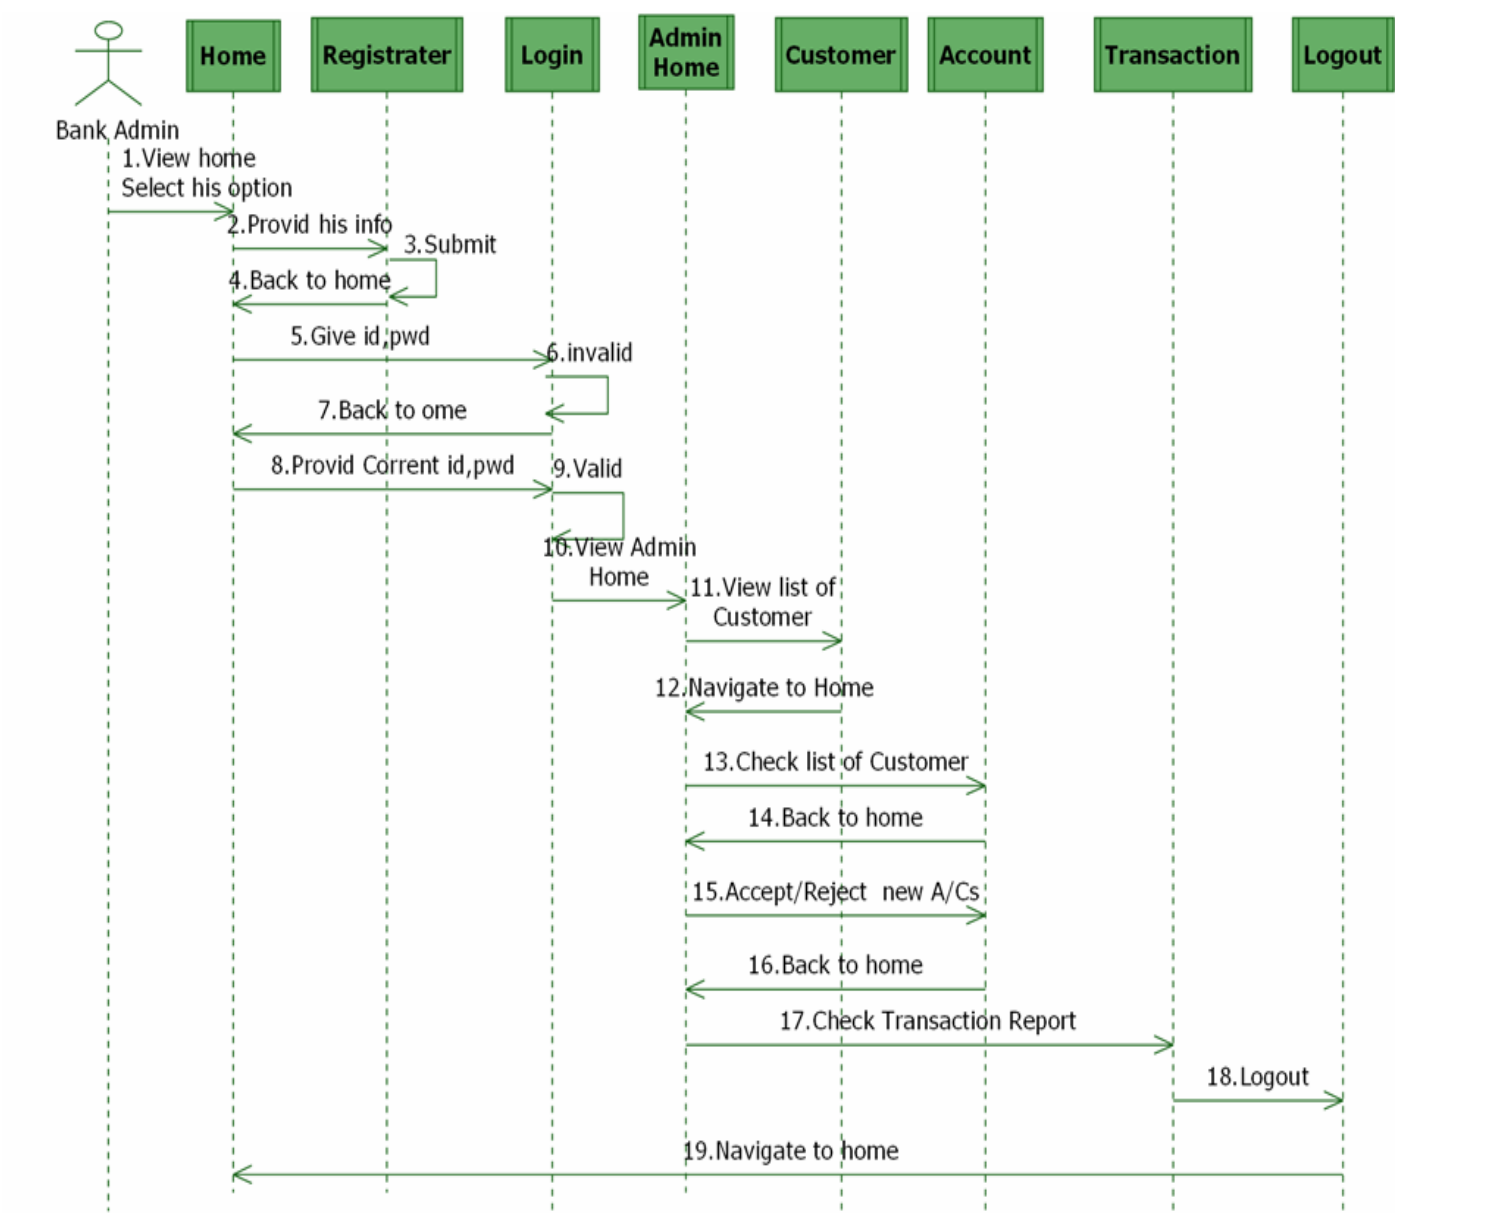 Home
Registrater
Login
Admin
Home
Customer
Account
Transaction
Logout
Bank Admin
1.View home
Select his option
2.Provid his info
3.Submit
4.Back to home
5.Give id,pwd
6.invalid
7.Back to ome
8.Provid Corrent id,pwd
9.Valid
10.View Admin
Home
11.View list of
Customer
12.Navigate to Home
13.Check list of Customer
14.Back to home
15.Accept/Reject  new A/Cs
16.Back to home
17.Check Transaction Report
18.Logout
19.Navigate to home